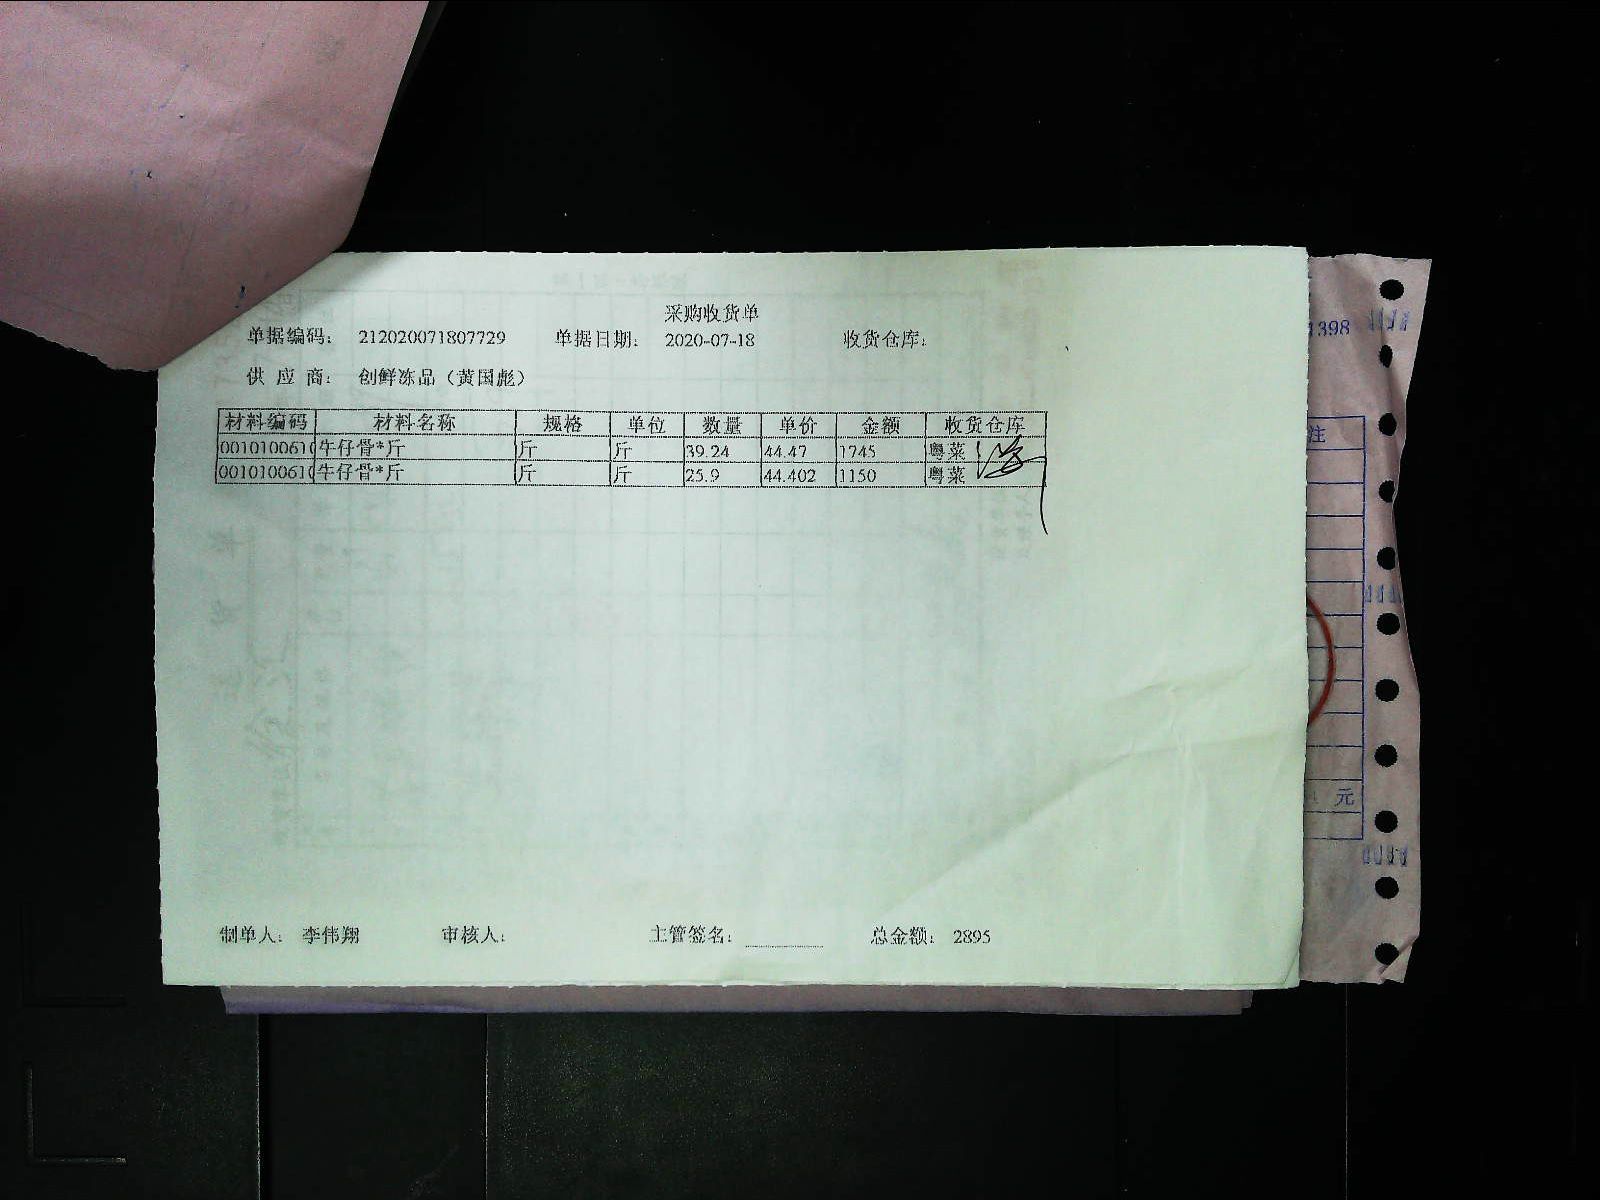 采购收货单
单据编码： 212020071807729 单据日期： 2020-07-18 收货仓库：
供 应 商： 创鲜冻品（黄国彪）
材料编码 材料名称 规格 单位 数量 单价 金额 收货仓库
0010100610 牛仔骨*斤 斤 斤 39.24 44.47 1745 粤菜
0010100610 牛仔骨*斤 斤 斤 25.9 44.402 1150 粤菜
制单人： 李伟翔 审核人： 主管签名： 总金额： 2895
1398
注
元